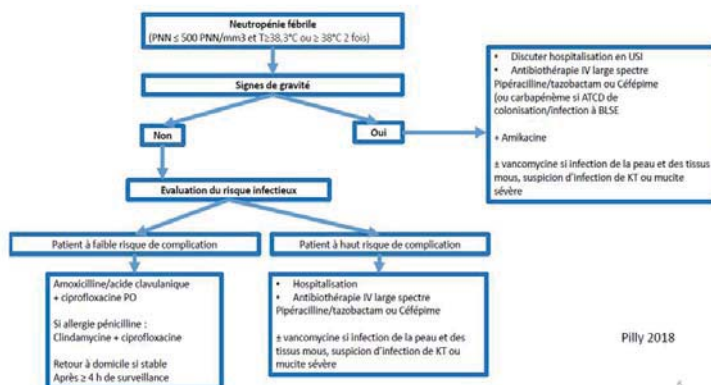 Neutropénie fébrile
(PNN ≤ 500 PNN/mm3 et T≥38,3°C ou ≥ 38°C 2 fois)
Signes de gravité
Non
Oui
• Discuter hospitalisation en USI
• Antibiothérapie IV large spectre
Pipéracilline/tazobactam ou Céfépime
(ou carbapénème si ATCD de
colonisation/infection à BLSE
+ Amikacine
± vancomycine si infection de la peau et des tissus
mous, suspicion d'infection de KT ou mucite
sévère
Evaluation du risque infectieux
Patient à faible risque de complication
Patient à haut risque de complication
Amoxicilline/acide clavulanique
+ ciprofloxacine PO
Si allergie pénicilline :
Clindamycine + ciprofloxacine
Retour à domicile si stable
Après ≥ 4 h de surveillance
• Hospitalisation
• Antibiothérapie IV large spectre
Pipéracilline/tazobactam ou Céfépime
± vancomycine si infection de la peau et des
tissus mous, suspicion d'infection de KT ou
mucite sévère
Pilly 2018